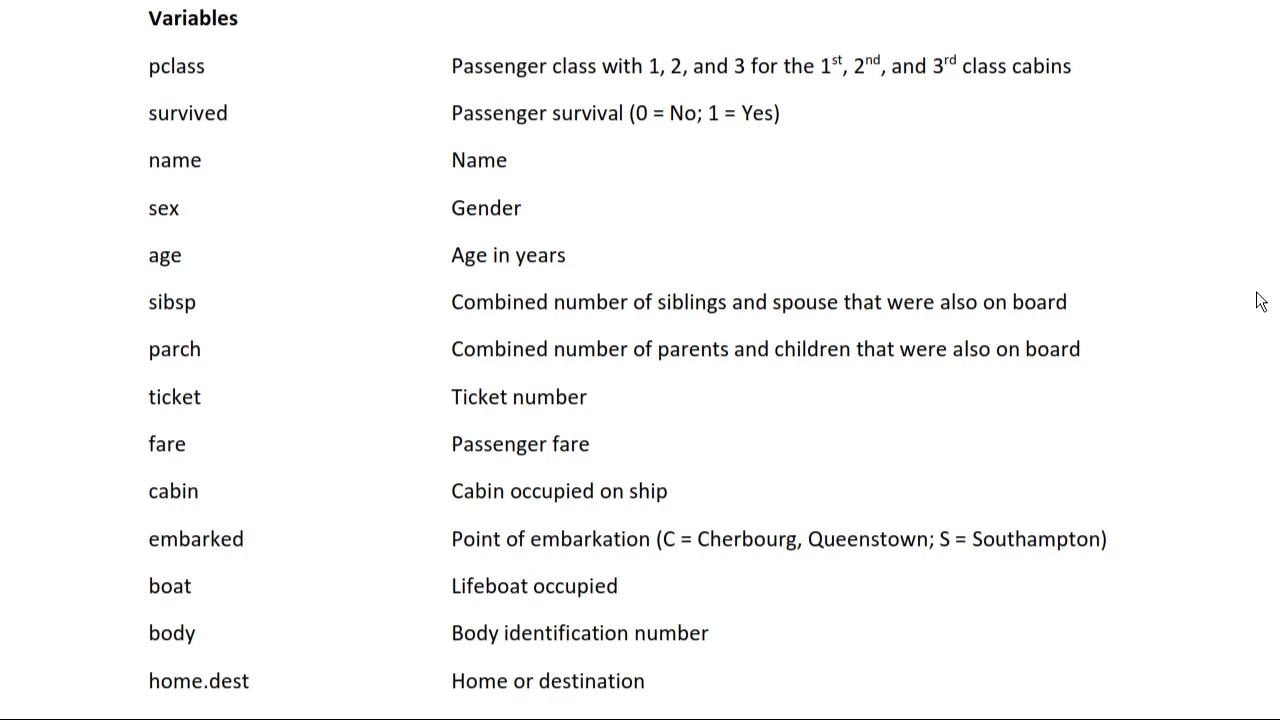 Variables
pclass Passenger class with 1, 2, and 3 for the 1st, 2nd, and 3rd class cabins
survived Passenger survival (0 = No; 1 = Yes)
name Name
sex Gender
age Age in years
sibsp Combined number of siblings and spouse that were also on board
parch Combined number of parents and children that were also on board
ticket Ticket number
fare Passenger fare
cabin Cabin occupied on ship
embarked Point of embarkation (C = Cherbourg, Queenstown; S = Southampton)
boat Lifeboat occupied
body Body identification number
home.dest Home or destination